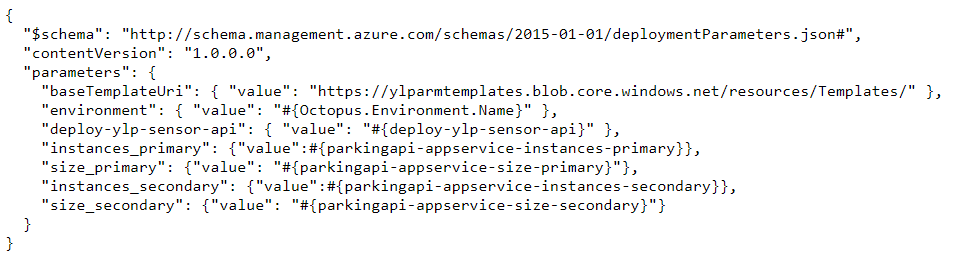 {
  "$schema": "http://schema.management.azure.com/schemas/2015-01-01/deploymentParameters.json#",
  "contentVersion": "1.0.0.0",
  "parameters": {
    "baseTemplateUri": { "value": "https://ylparmtemplates.blob.core.windows.net/resources/Templates/" },
    "environment": { "value": "#{Octopus.Environment.Name}" },
    "deploy-ylp-sensor-api": { "value": "#{deploy-ylp-sensor-api}" },
    "instances_primary": {"value":#{parkingapi-appservice-instances-primary}},
    "size_primary": {"value": "#{parkingapi-appservice-size-primary}"},
    "instances_secondary": {"value":#{parkingapi-appservice-instances-secondary}},
    "size_secondary": {"value": "#{parkingapi-appservice-size-secondary}"}
  }
}